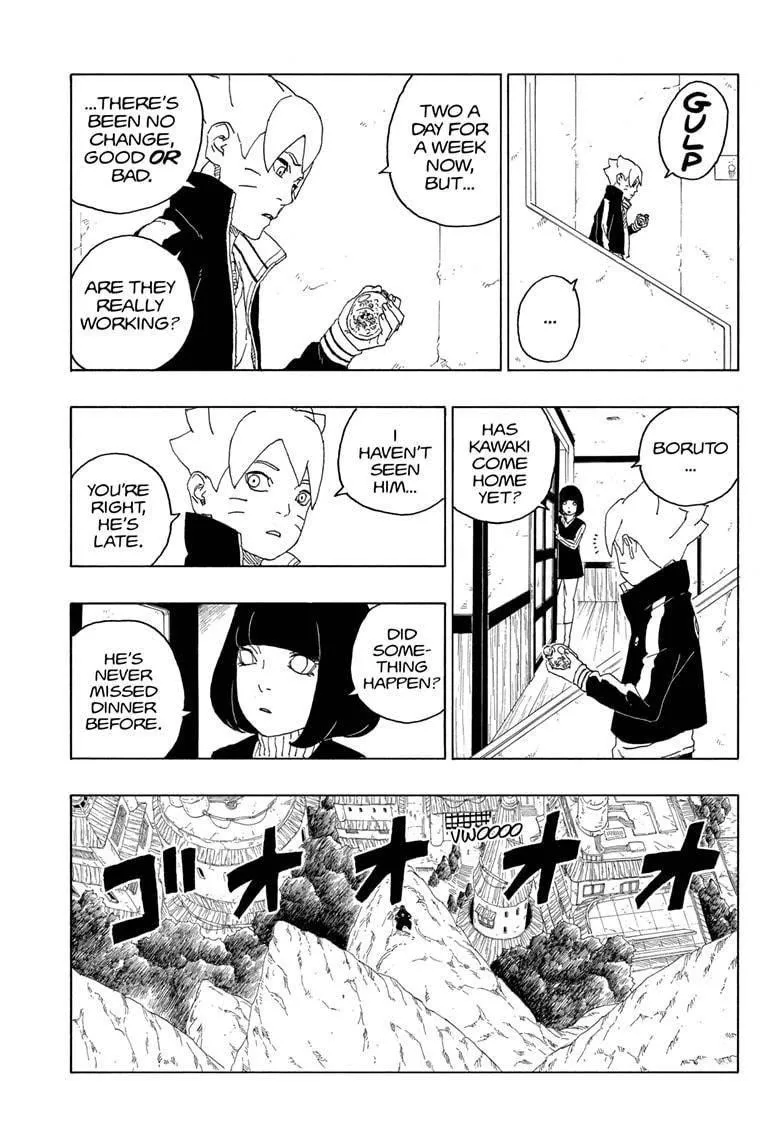 GULP
...
TWO A
DAY FOR
A WEEK
NOW,
BUT...
...THERE'S
BEEN NO
CHANGE,
GOOD OR
BAD.
ARE THEY
REALLY
WORKING?
BORUTO
...
HAS
KAWAKI
COME
HOME
YET?
I
HAVEN'T
SEEN
HIM...
YOU'RE
RIGHT,
HE'S
LATE.
DID
SOME-
THING
HAPPEN?
HE'S
NEVER
MISSED
DINNER
BEFORE.
ゴオオオオ
VWOOOO